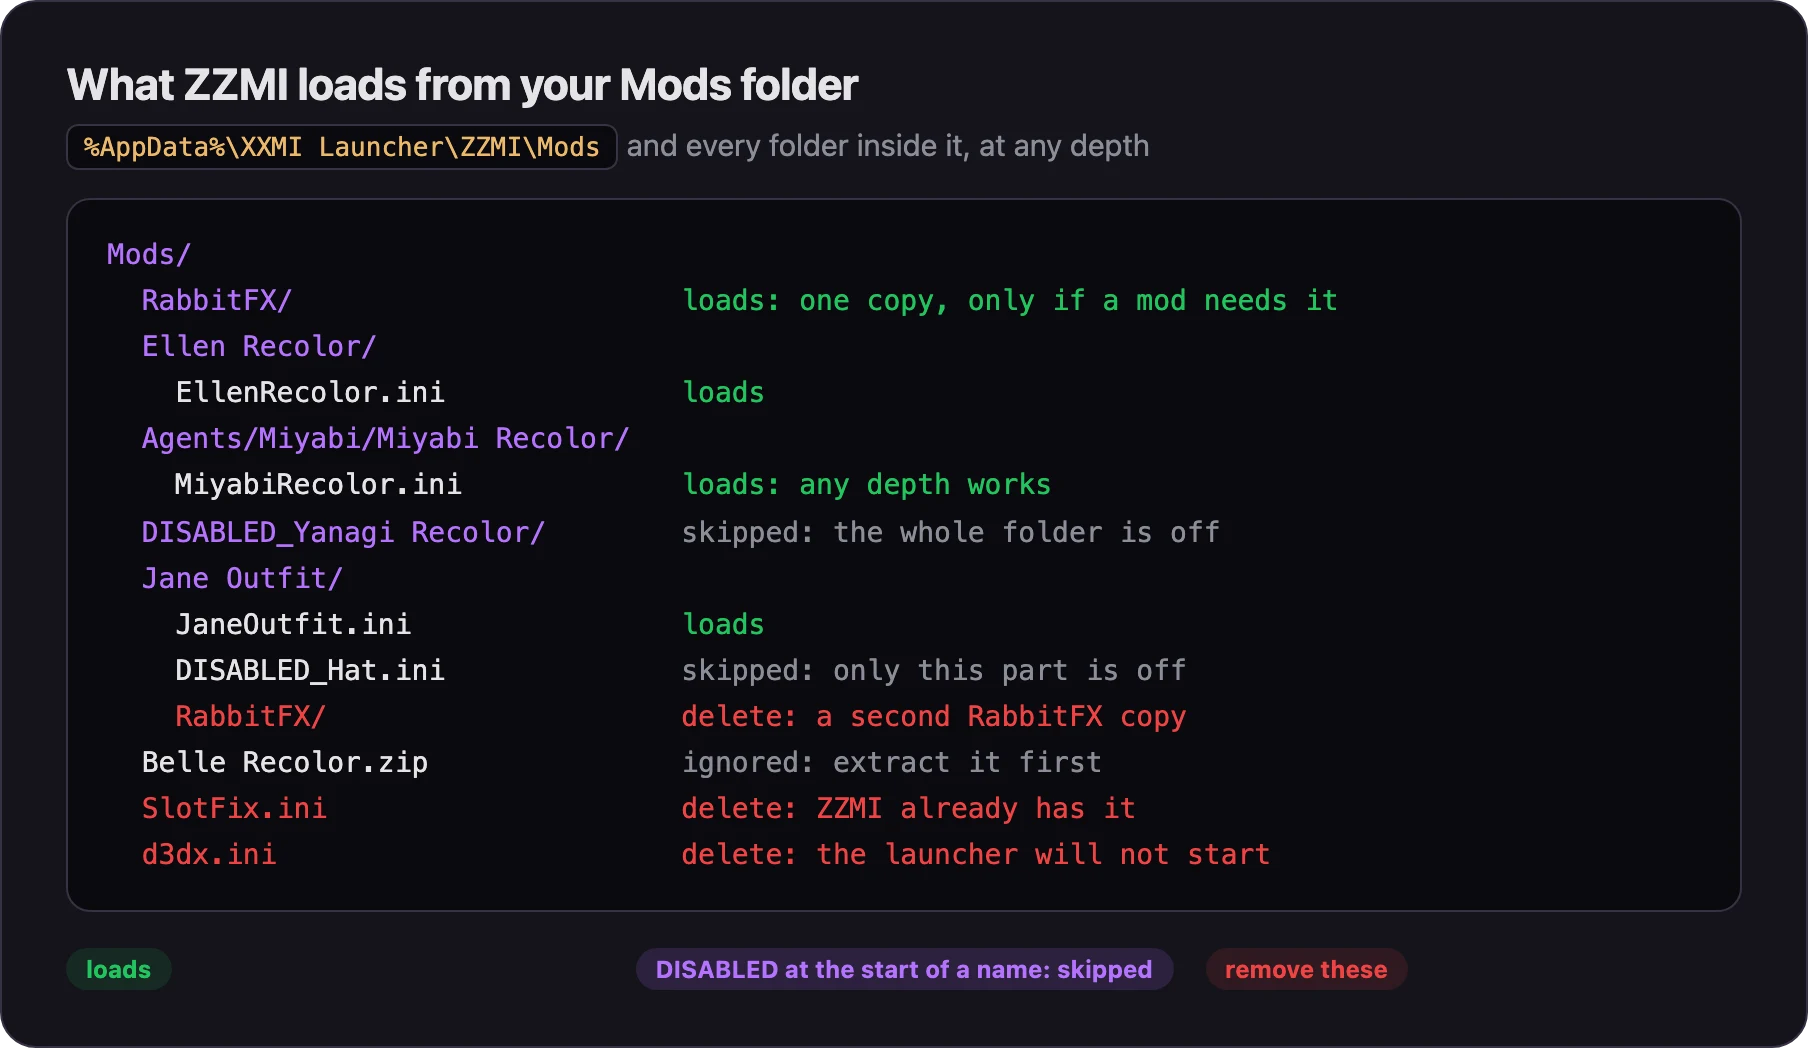 What ZZMI loads from your Mods folder
%AppData%\XXMI Launcher\ZZMI\Mods and every folder inside it, at any depth
Mods/
RabbitFX/ loads: one copy, only if a mod needs it
Ellen Recolor/
EllenRecolor.ini loads
Agents/Miyabi/Miyabi Recolor/
MiyabiRecolor.ini loads: any depth works
DISABLED_Yanagi Recolor/ skipped: the whole folder is off
Jane Outfit/
JaneOutfit.ini loads
DISABLED_Hat.ini skipped: only this part is off
RabbitFX/ delete: a second RabbitFX copy
Belle Recolor.zip ignored: extract it first
SlotFix.ini delete: ZZMI already has it
d3dx.ini delete: the launcher will not start
loads DISABLED at the start of a name: skipped remove these